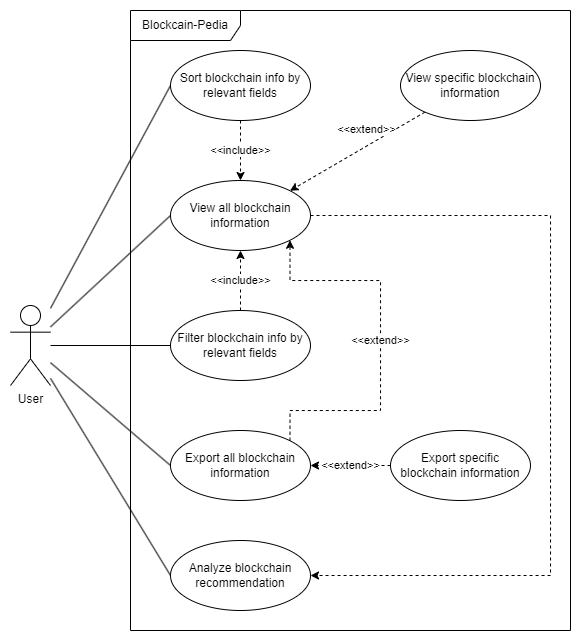 Blockcain-Pedia
Sort blockchain info by
relevant fields
View specific blockchain
information
<<extend>>
<<include>>
View all blockchain
information
<<include>>
Filter blockchain info by
relevant fields
<<extend>>
User
Export all blockchain
information
<<extend>>
Export specific
blockchain information
Analyze blockchain
recommendation